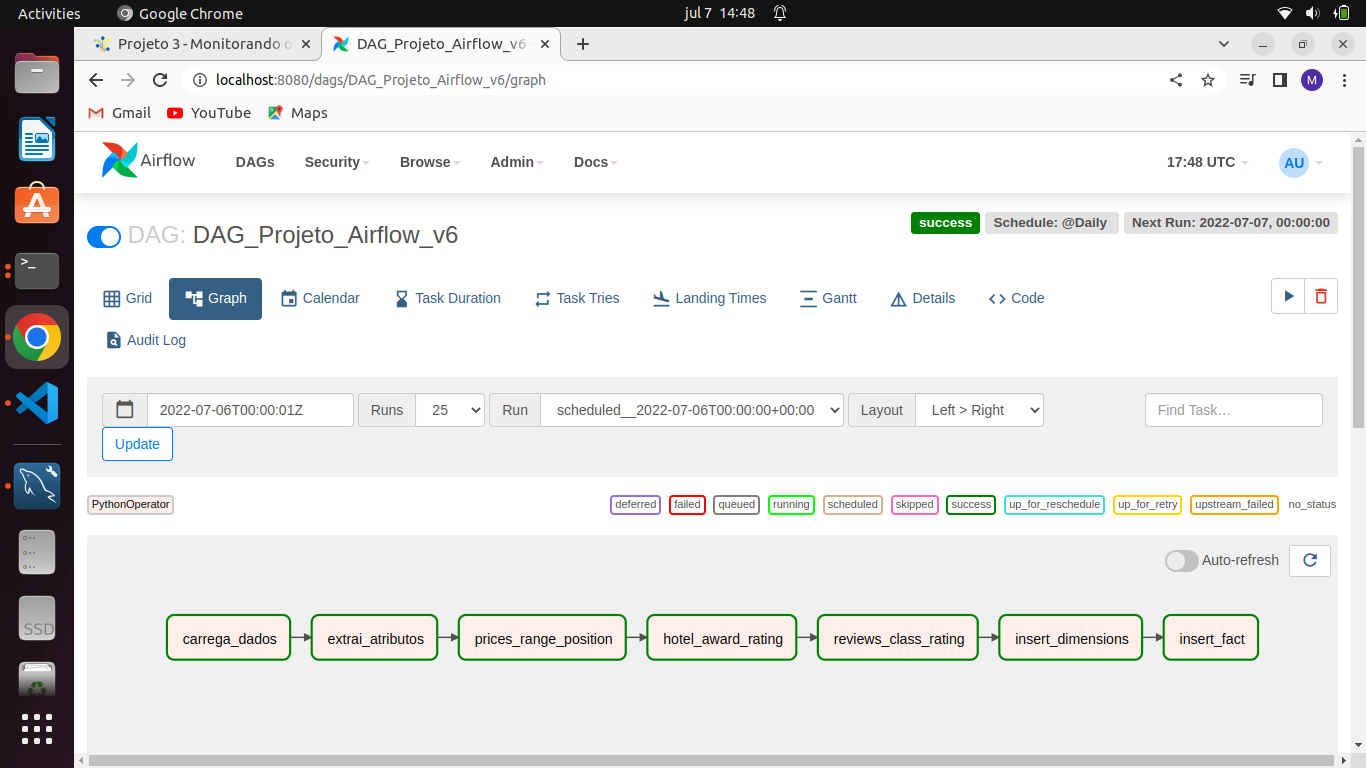 Activities
Google Chrome
jul 7 14:48
Projeto 3 - Monitorando o
DAG_Projeto_Airflow_v6 -
localhost:8080/dags/DAG_Projeto_Airflow_v6/graph
M
Gmail
YouTube
Maps
Airflow
DAGs
Security
Browse
Admin
Docs
17:48 UTC
AU
DAG: DAG_Projeto_Airflow_v6
success
Schedule: @Daily
Next Run: 2022-07-07, 00:00:00
Grid
Graph
Calendar
Task Duration
Task Tries
Landing Times
Gantt
Details
Code
Audit Log
2022-07-06T00:00:01Z
Runs
25
Run
scheduled__2022-07-06T00:00:00+00:00
Layout
Left > Right
Find Task…
Update
PythonOperator
deferred
failed
queued
running
scheduled
skipped
success
up_for_reschedule
up_for_retry
upstream_failed
no_status
Auto-refresh
carrega_dados
extrai_atributos
prices_range_position
hotel_award_rating
reviews_class_rating
insert_dimensions
insert_fact
SSD